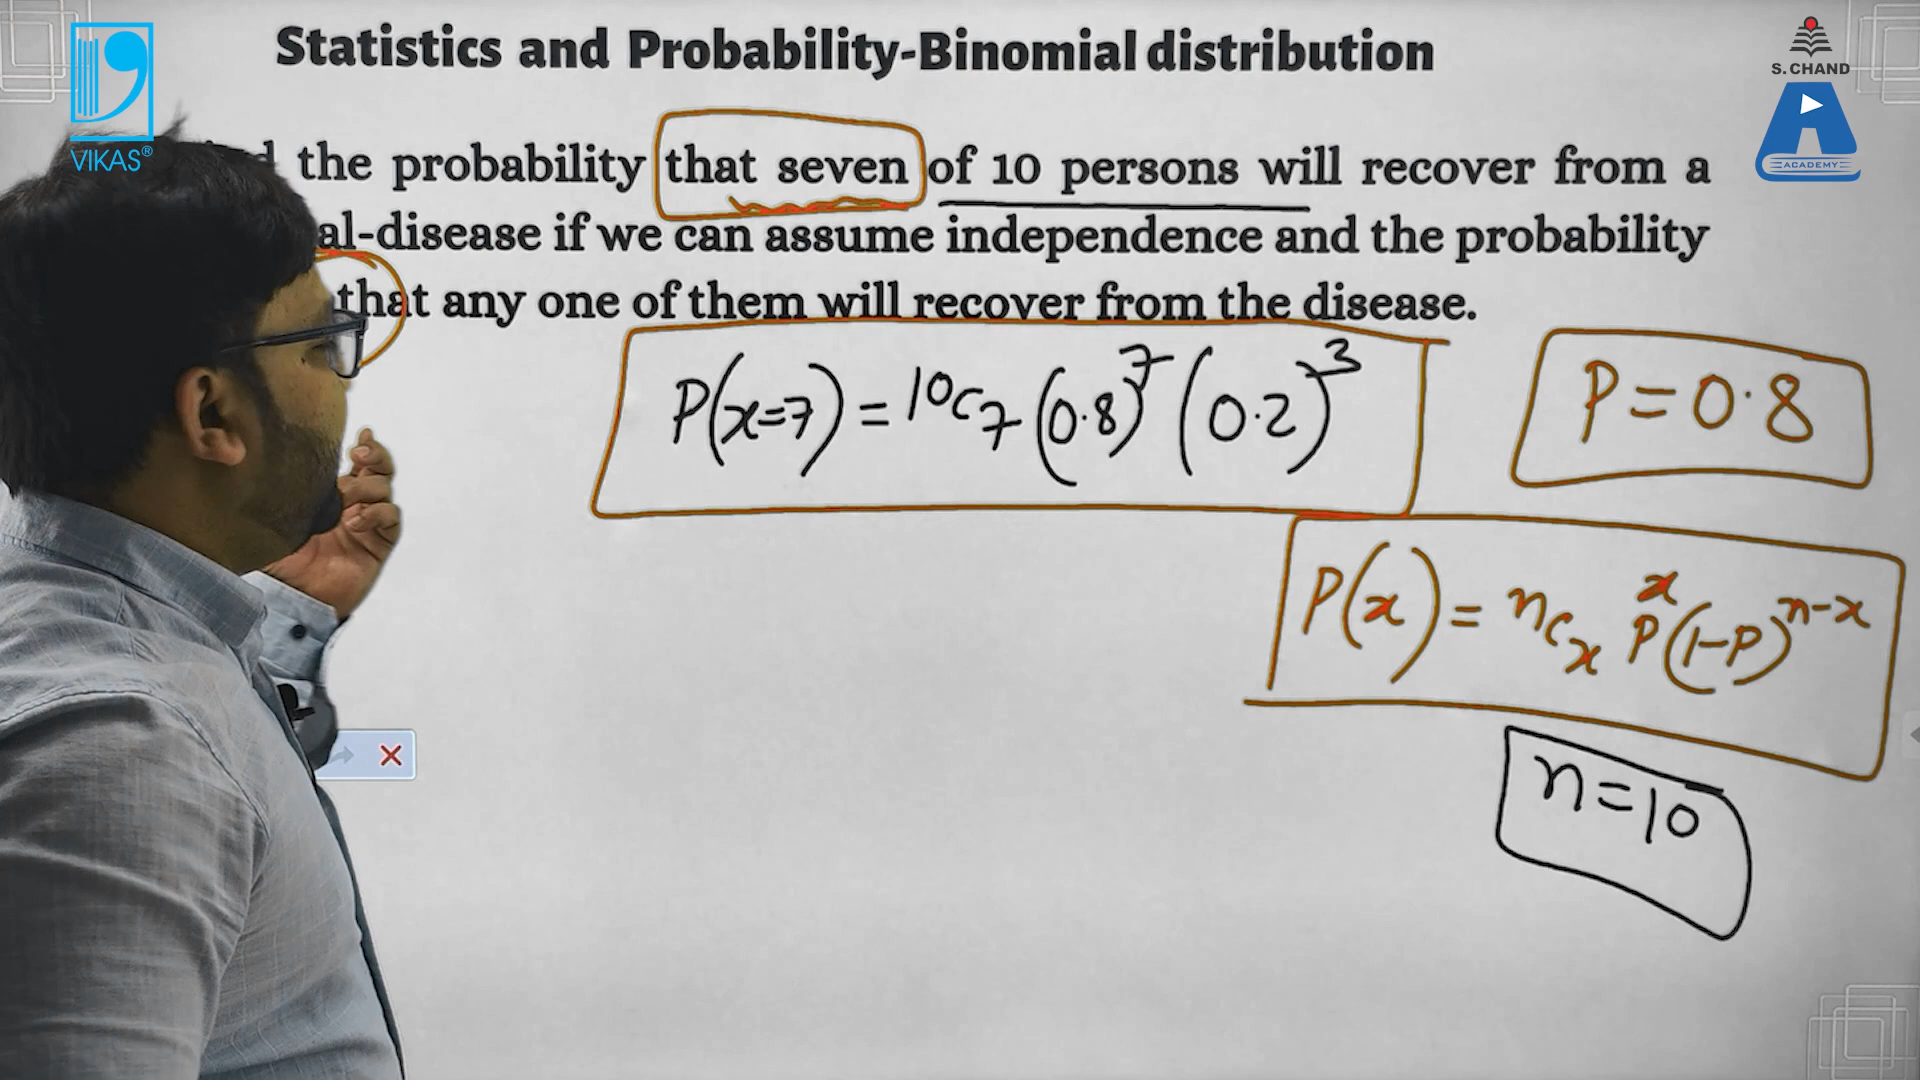 Statistics and Probability-Binomial distribution
VIKAS®
S. CHAND
ACADEMY
the probability that seven of 10 persons will recover from a
al-disease if we can assume independence and the probability
that any one of them will recover from the disease.
P(x=7) = 10C7 (0.8)^7 (0.2)^3
P = 0.8
P(x) = nCx P^x (1-P)^n-x
n=10